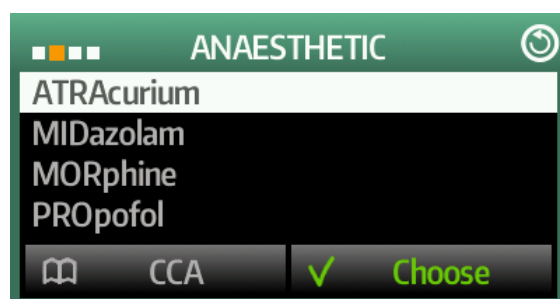 ANAESTHETIC
ATRAcurium
MIDazolam
MORphine
PROpofol
CCA
Choose